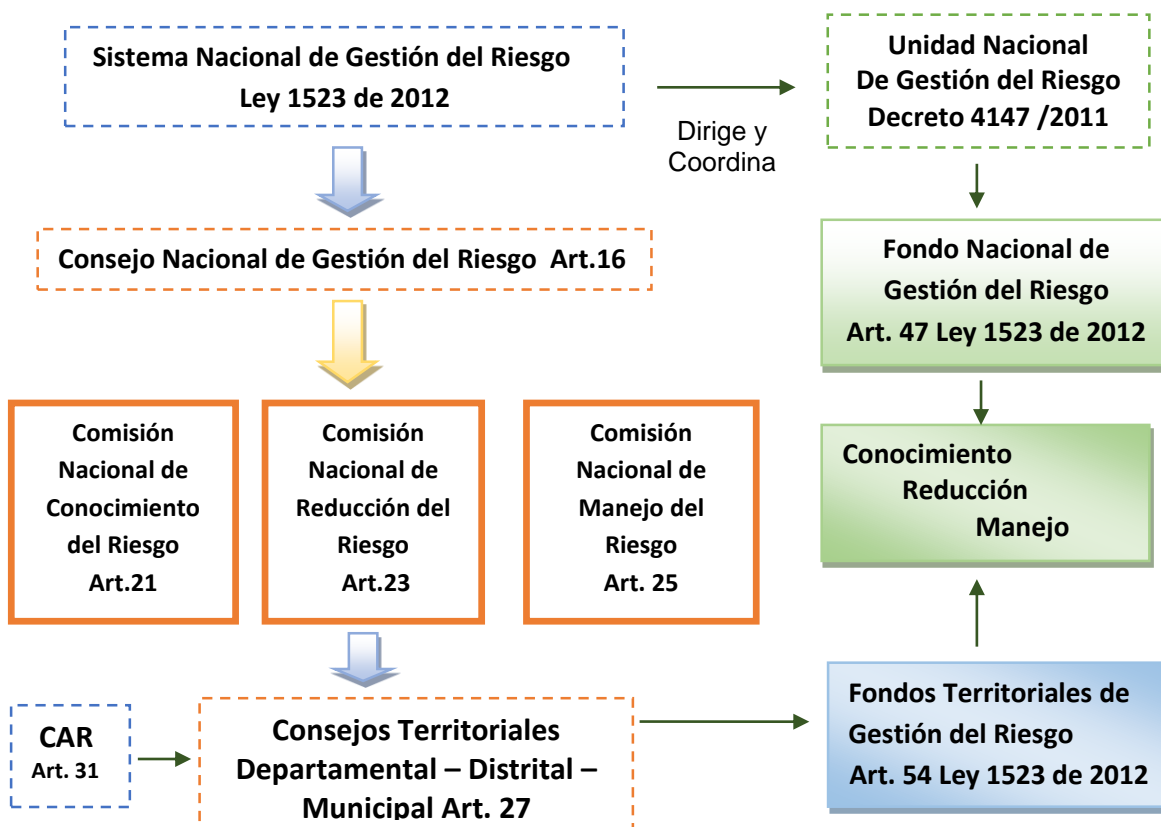 Sistema Nacional de Gestión del Riesgo
Ley 1523 de 2012
Dirige y
Coordina
Unidad Nacional
De Gestión del Riesgo
Decreto 4147 /2011
Consejo Nacional de Gestión del Riesgo Art.16
Fondo Nacional de
Gestión del Riesgo
Art. 47 Ley 1523 de 2012
Comisión
Nacional de
Conocimiento
del Riesgo
Art.21
Comisión
Nacional de
Reducción del
Riesgo
Art.23
Comisión
Nacional de
Manejo del
Riesgo
Art. 25
Conocimiento
Reducción
Manejo
CAR
Art. 31
Consejos Territoriales
Departamental – Distrital –
Municipal Art. 27
Fondos Territoriales de
Gestión del Riesgo
Art. 54 Ley 1523 de 2012